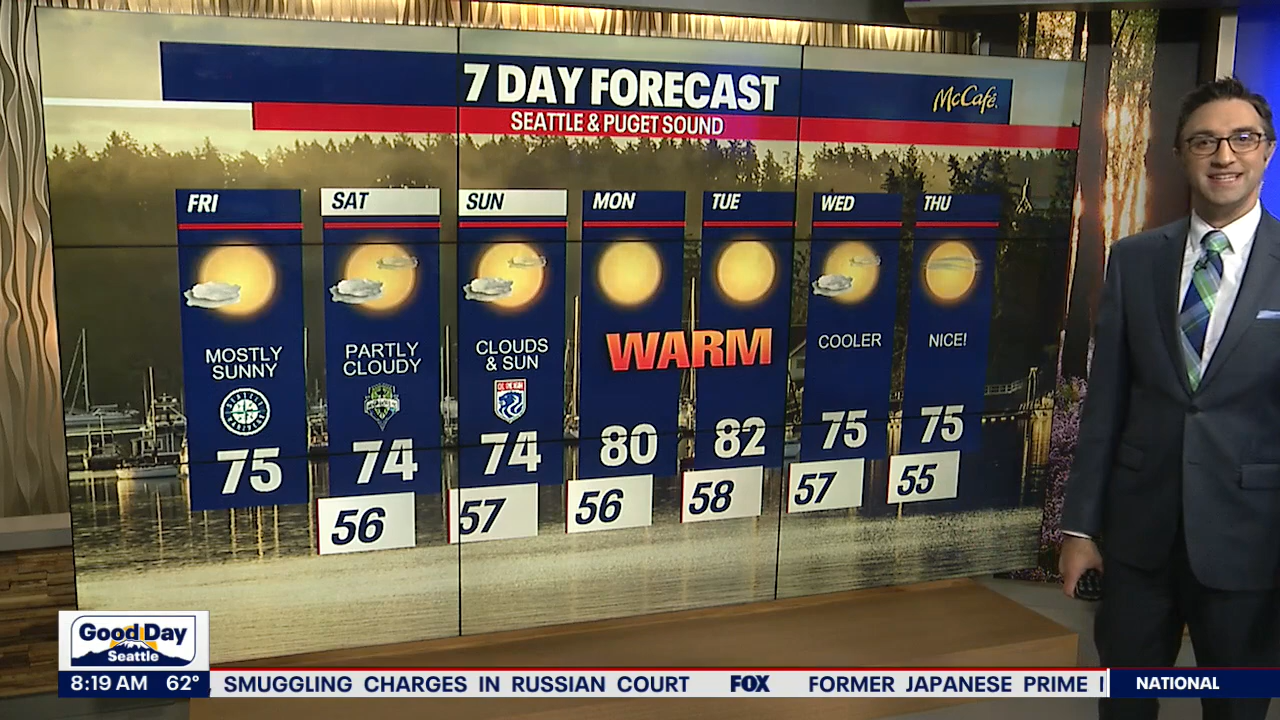 7 DAY FORECAST
McCafé
SEATTLE & PUGET SOUND
FRI
SAT
SUN
MON
TUE
WED
THU
MOSTLY
SUNNY
PARTLY
CLOUDY
CLOUDS
& SUN
WARM
COOLER
NICE!
75
74
74
80
82
75
75
56
57
56
58
57
55
Good Day
Seattle
8:19 AM 62°
SMUGGLING CHARGES IN RUSSIAN COURT FOX FORMER JAPANESE PRIME
NATIONAL